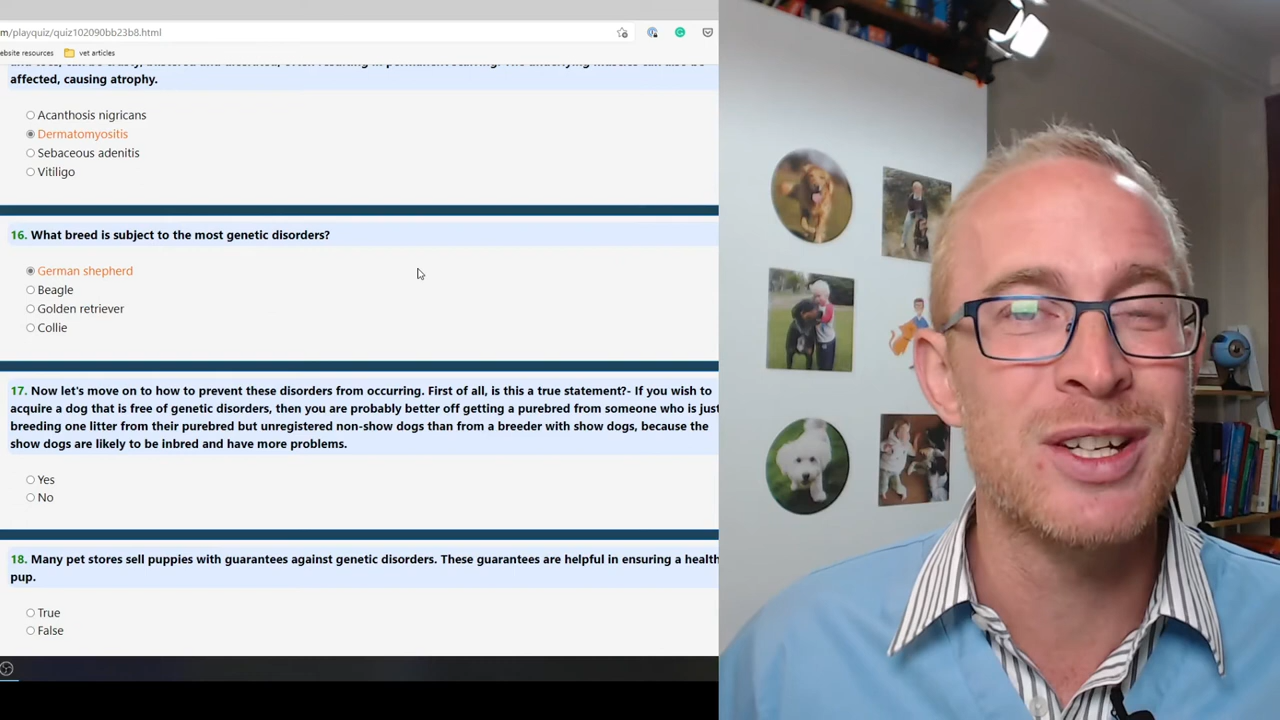 m/playquiz/quiz102090bb23b8.html
ebsite resources vet articles
affected, causing atrophy.
Acanthosis nigricans
Dermatomyositis
Sebaceous adenitis
Vitiligo
16. What breed is subject to the most genetic disorders?
German shepherd
Beagle
Golden retriever
Collie
17. Now let's move on to how to prevent these disorders from occurring. First of all, is this a true statement?- If you wish to
acquire a dog that is free of genetic disorders, then you are probably better off getting a purebred from someone who is just
breeding one litter from their purebred but unregistered non-show dogs than from a breeder with show dogs, because the
show dogs are likely to be inbred and have more problems.
Yes
No
18. Many pet stores sell puppies with guarantees against genetic disorders. These guarantees are helpful in ensuring a health
pup.
True
False